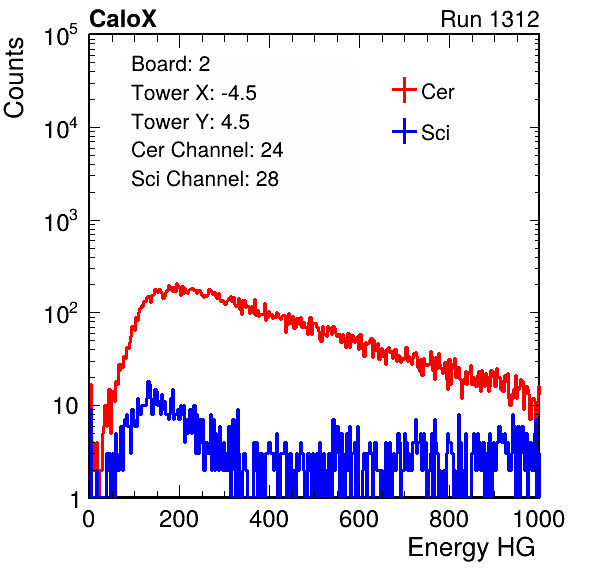 CaloX Run 1312
Counts
Board: 2
Tower X: -4.5
Tower Y: 4.5
Cer Channel: 24
Sci Channel: 28
Cer
Sci
10^5
10^4
10^3
10^2
10
1
0 200 400 600 800 1000
Energy HG